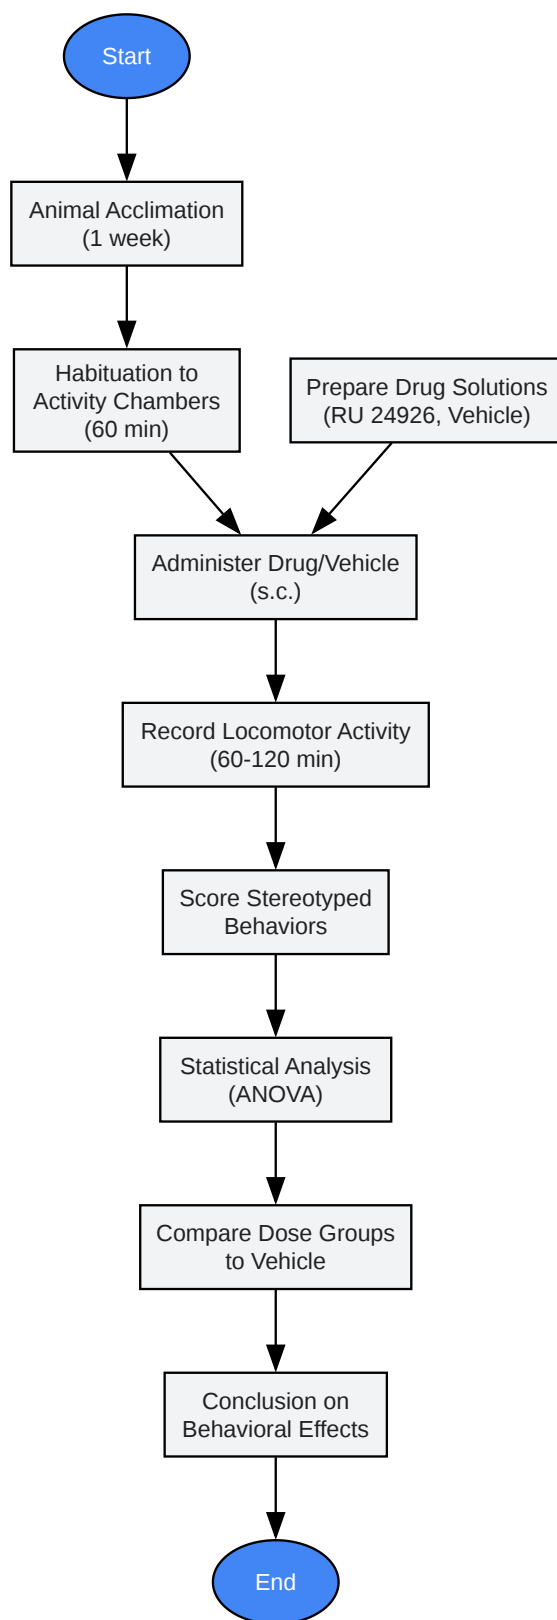 Start
Animal Acclimation
(1 week)
Habituation to
Activity Chambers
(60 min)
Prepare Drug Solutions
(RU 24926, Vehicle)
Administer Drug/Vehicle
(s.c.)
Record Locomotor Activity
(60-120 min)
Score Stereotyped
Behaviors
Statistical Analysis
(ANOVA)
Compare Dose Groups
to Vehicle
Conclusion on
Behavioral Effects
End